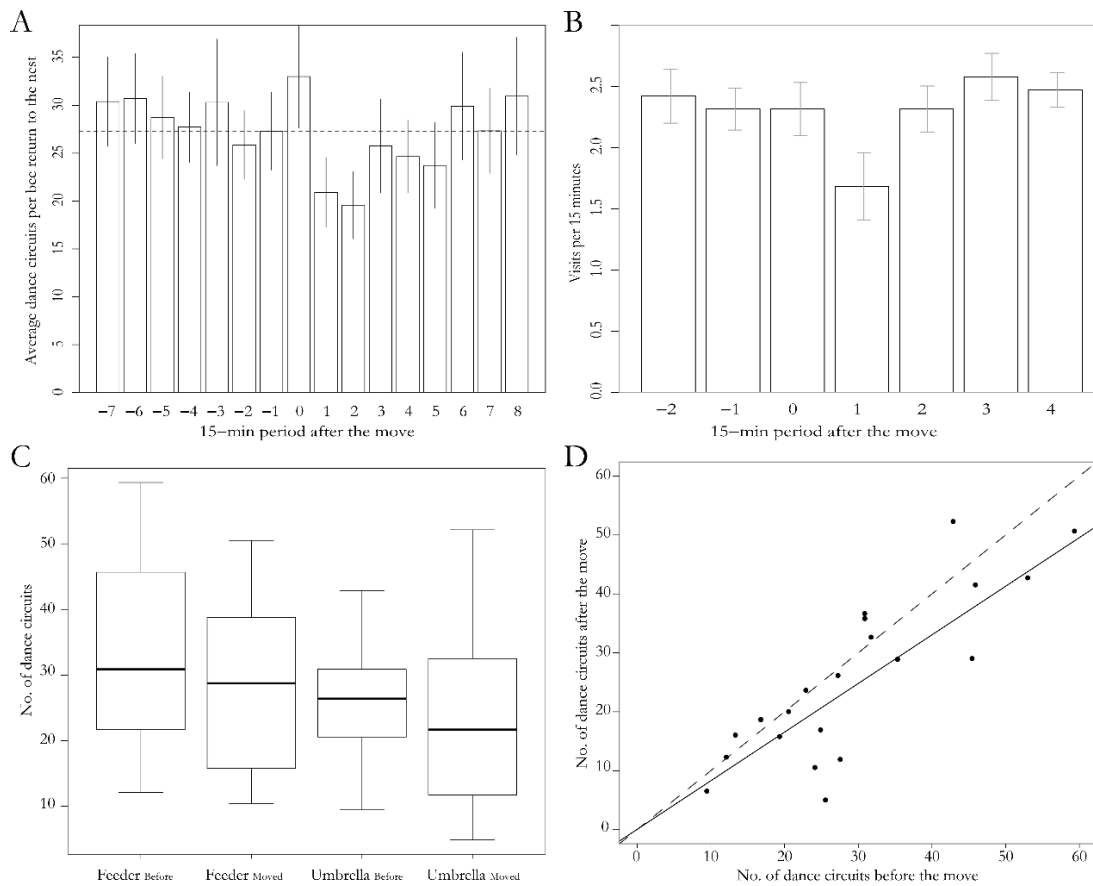 A
Average dance circuits per bee return to the nest
35
30
25
20
15
10
5
0
−7 −6 −5 −4 −3 −2 −1 0 1 2 3 4 5 6 7 8
15−min period after the move
B
Visits per 15 minutes
2.5
2.0
1.5
1.0
0.5
0.0
−2 −1 0 1 2 3 4
15−min period after the move
C
No. of dance circuits
60
50
40
30
20
10
Feeder Before Feeder Moved Umbrella Before Umbrella Moved
D
No. of dance circuits after the move
60
50
40
30
20
10
0
0 10 20 30 40 50 60
No. of dance circuits before the move